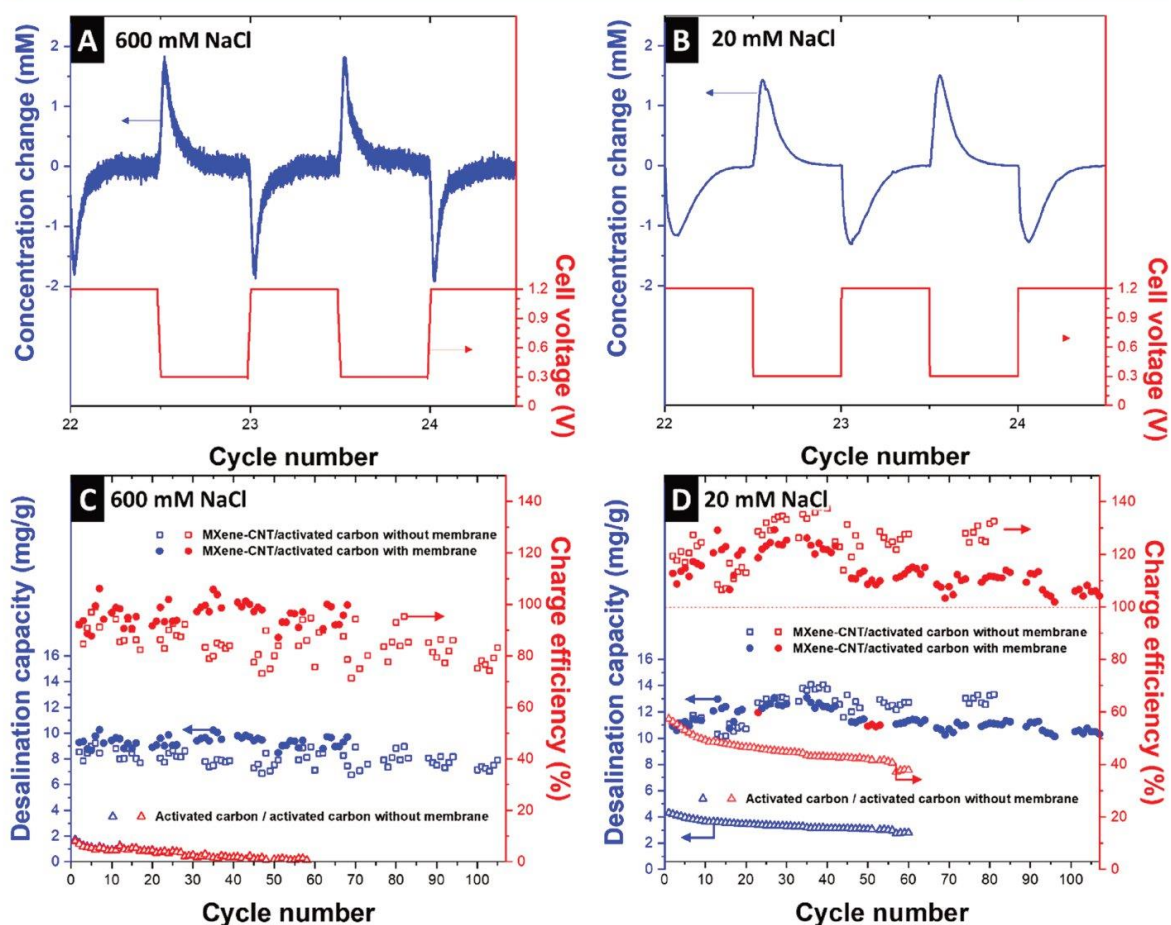 A 600 mM NaCl
Concentration change (mM)
2
1
0
-1
-2
Cell voltage (V)
1.2
0.9
0.6
0.3
0
22 23 24
Cycle number
B 20 mM NaCl
Concentration change (mM)
2
1
0
-1
-2
Cell voltage (V)
1.2
0.9
0.6
0.3
0
22 23 24
Cycle number
C 600 mM NaCl
MXene-CNT/activated carbon without membrane
MXene-CNT/activated carbon with membrane
Activated carbon / activated carbon without membrane
Desalination capacity (mg/g)
16
14
12
10
8
6
4
2
0
Charge efficiency (%)
140
120
100
80
60
40
20
0
0 10 20 30 40 50 60 70 80 90 100
Cycle number
D 20 mM NaCl
MXene-CNT/activated carbon without membrane
MXene-CNT/activated carbon with membrane
Activated carbon / activated carbon without membrane
Desalination capacity (mg/g)
16
14
12
10
8
6
4
2
0
Charge efficiency (%)
140
120
100
80
60
40
20
0
0 10 20 30 40 50 60 70 80 90 100
Cycle number